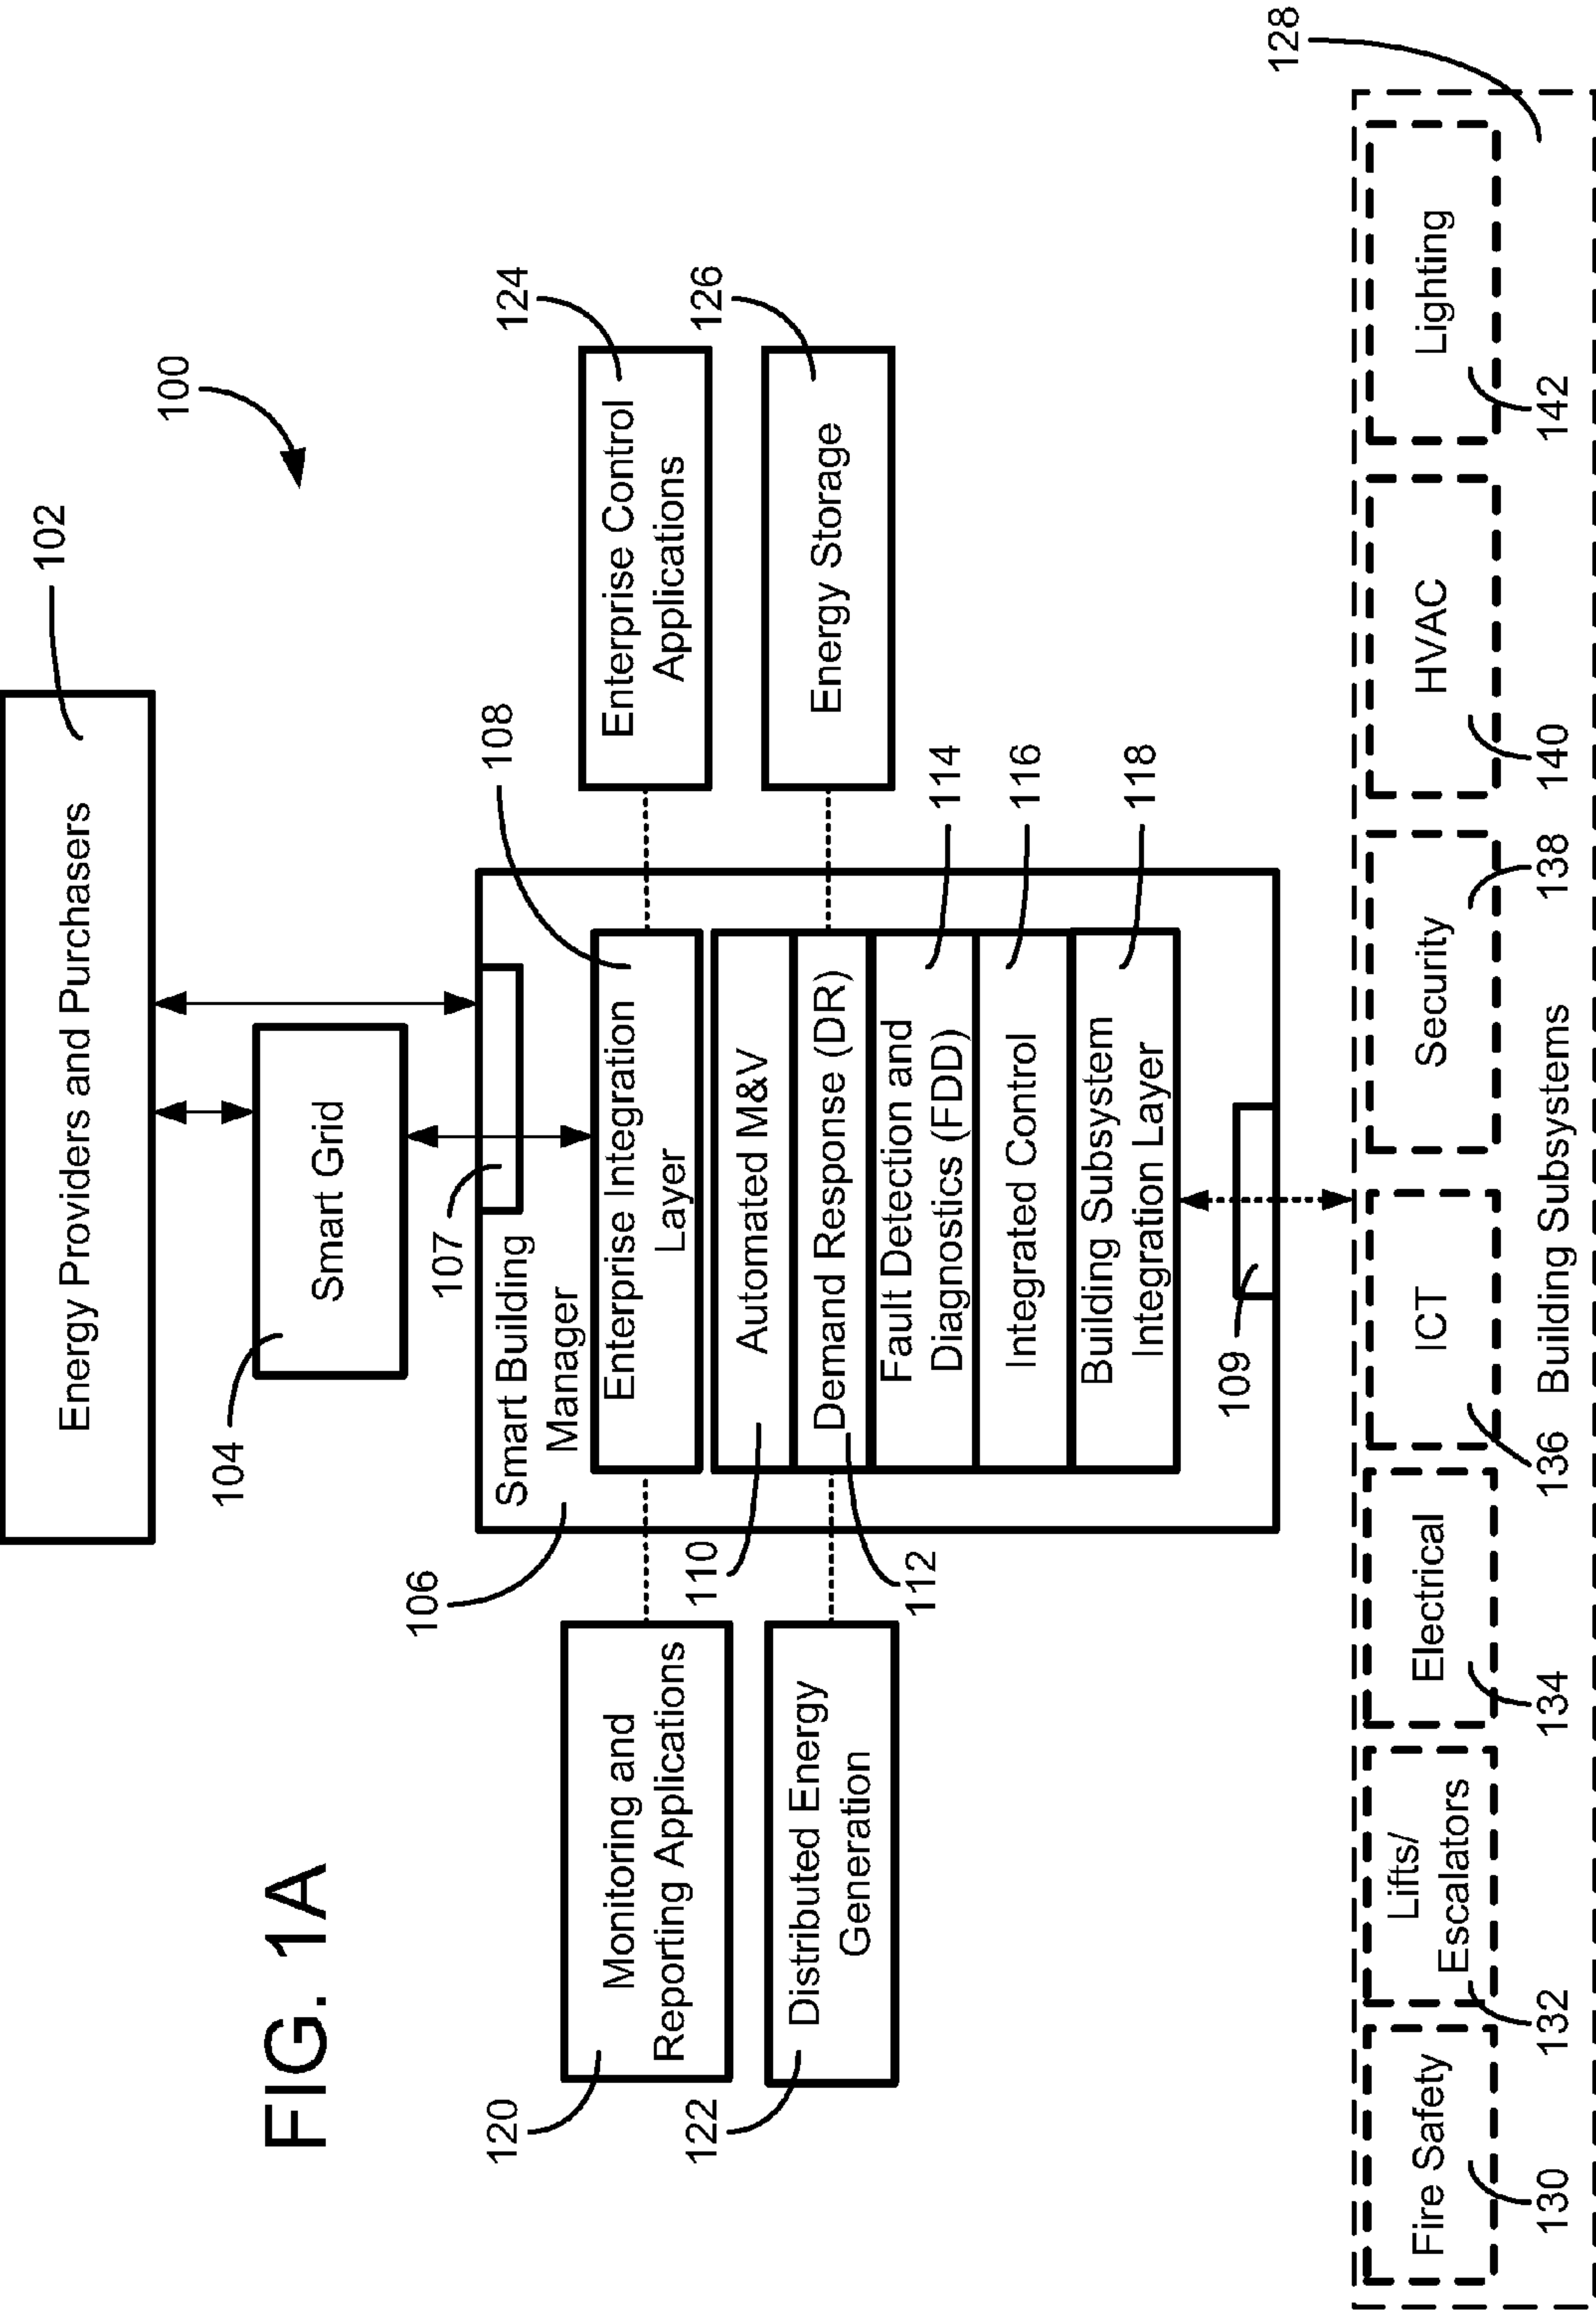 FIG. 1A
100
Energy Providers and Purchasers
102
Smart Grid
104
107
Smart Building
Manager
106
Enterprise Integration
Layer
108
Automated M&V
110
Demand Response (DR)
112
Fault Detection and
Diagnostics (FDD)
114
Integrated Control
116
Building Subsystem
Integration Layer
118
109
Monitoring and
Reporting Applications
120
Distributed Energy
Generation
122
Enterprise Control
Applications
124
Energy Storage
126
128
Fire Safety
130
Lifts/
Escalators
132
Electrical
134
ICT
136
Security
138
HVAC
140
Lighting
142
Building Subsystems